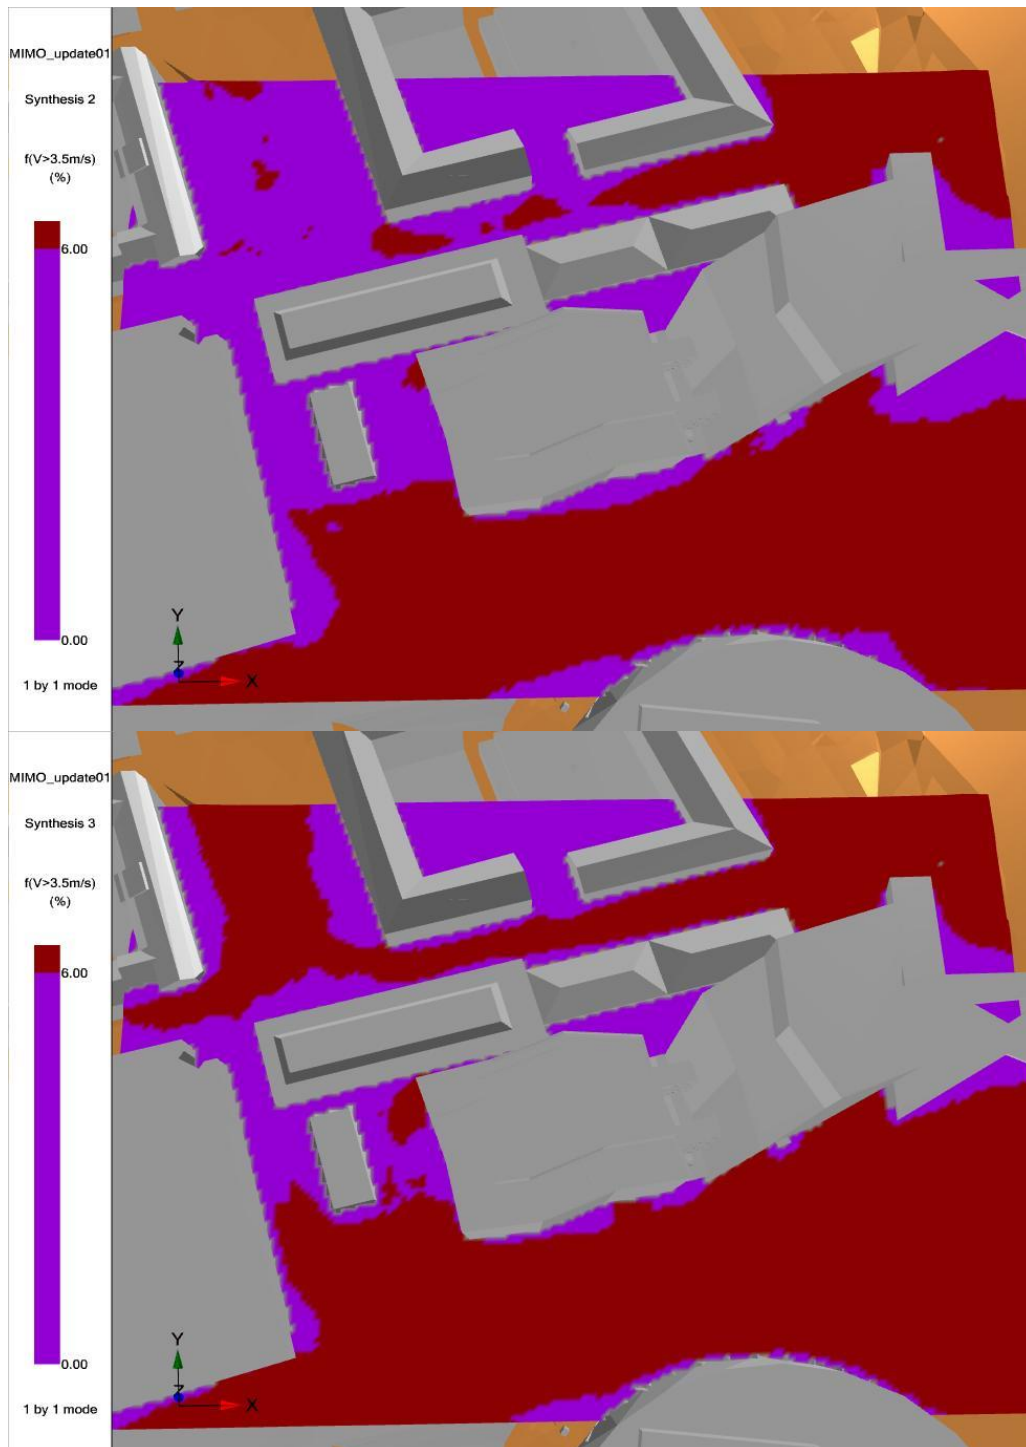 MIMO_update01
Synthesis 2
f(V>3.5m/s)
(%)
6.00
0.00
1 by 1 mode
Y
Z
X
MIMO_update01
Synthesis 3
f(V>3.5m/s)
(%)
6.00
0.00
1 by 1 mode
Y
Z
X